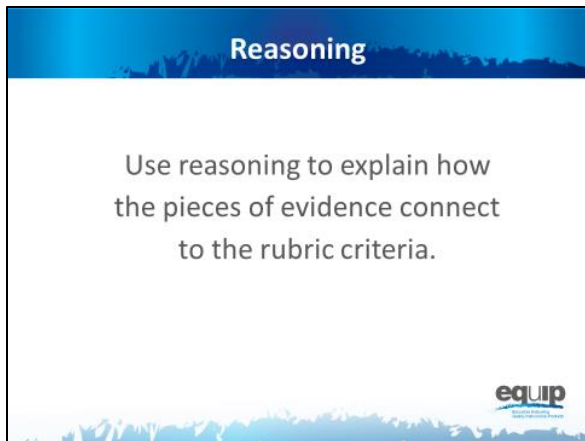 Reasoning
Use reasoning to explain how
the pieces of evidence connect
to the rubric criteria.
equip